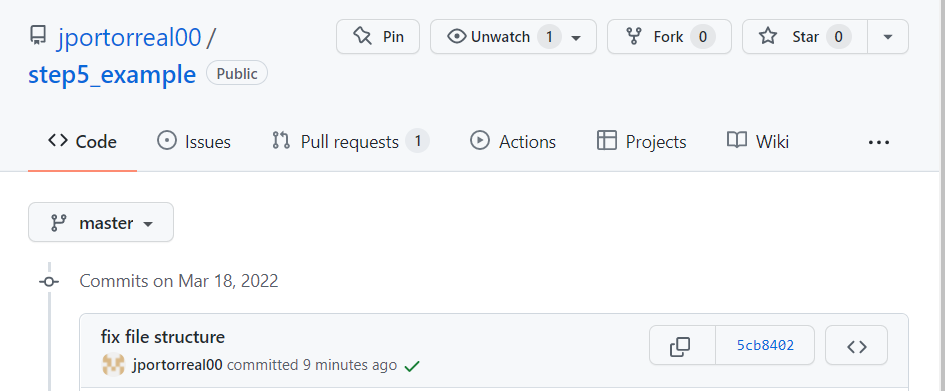 jportorreal00 /
step5_example Public
Pin
Unwatch 1
Fork 0
Star 0
Code
Issues
Pull requests 1
Actions
Projects
Wiki
master
Commits on Mar 18, 2022
fix file structure
jportorreal00 committed 9 minutes ago
5cb8402